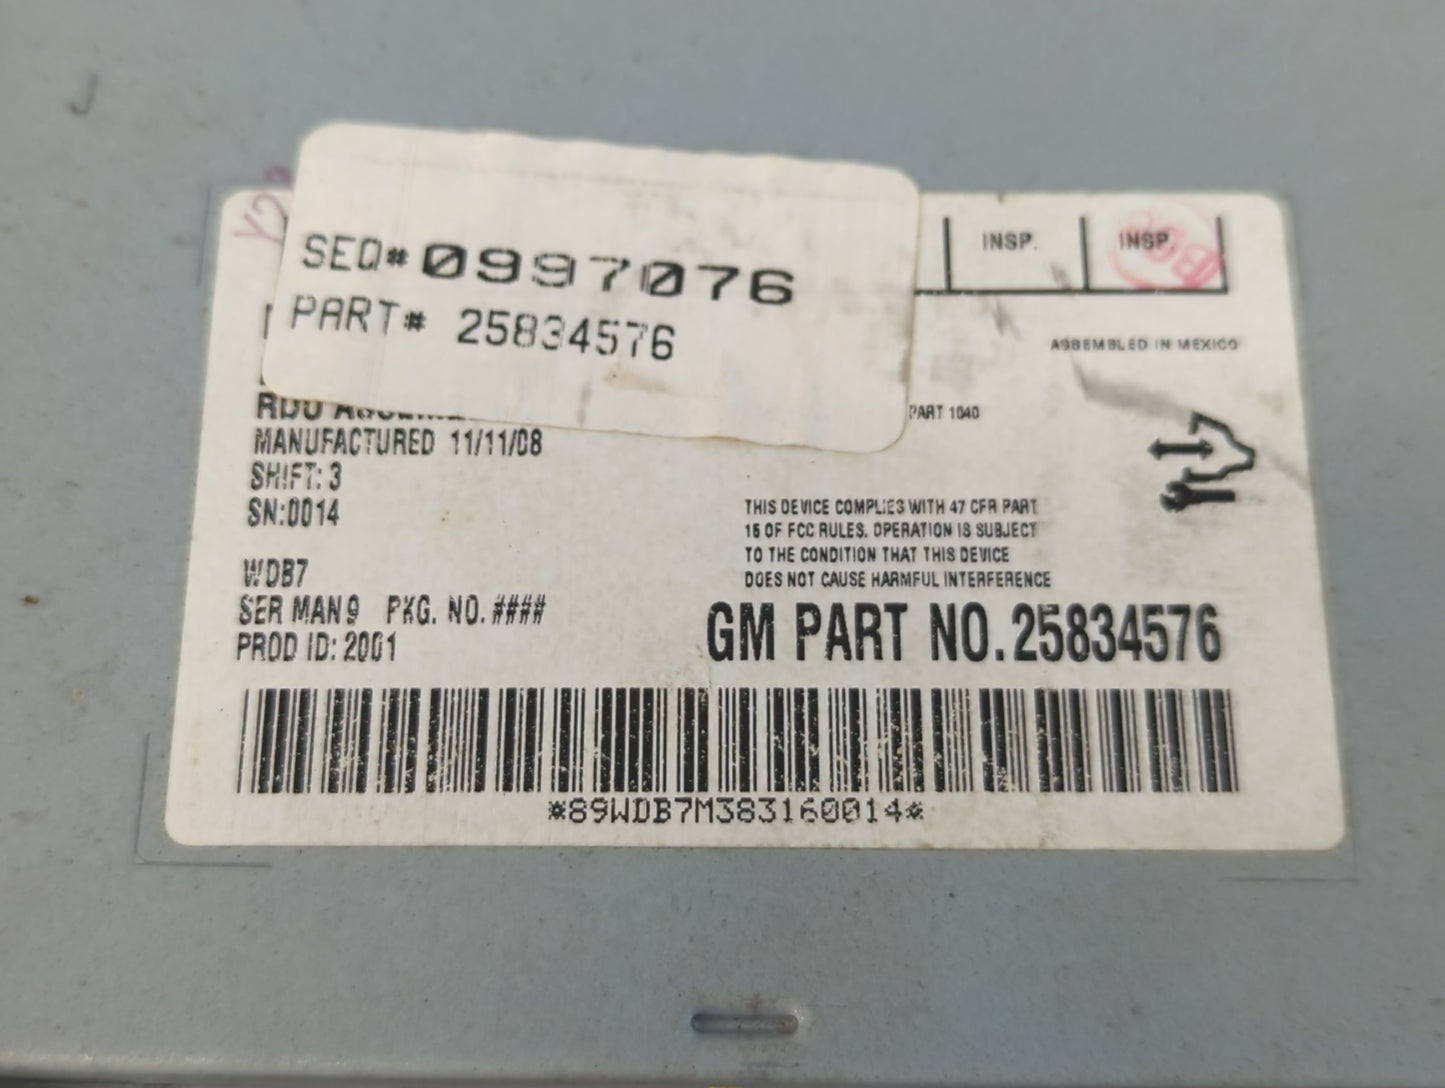 SEQ# 0997076
PART# 25834576
INSP.
INSP.
ASSEMBLED IN MEXICO
PART 1040
MANUFACTURED 11/11/08
SHIFT: 3
SN:0014
THIS DEVICE COMPLIES WITH 47 CFR PART
15 OF FCC RULES. OPERATION IS SUBJECT
TO THE CONDITION THAT THIS DEVICE
DOES NOT CAUSE HARMFUL INTERFERENCE
WDB7
SER MAN 9 PKG. NO. ####
PROD ID: 2001
GM PART NO. 25834576
*89WDB7M383160014*